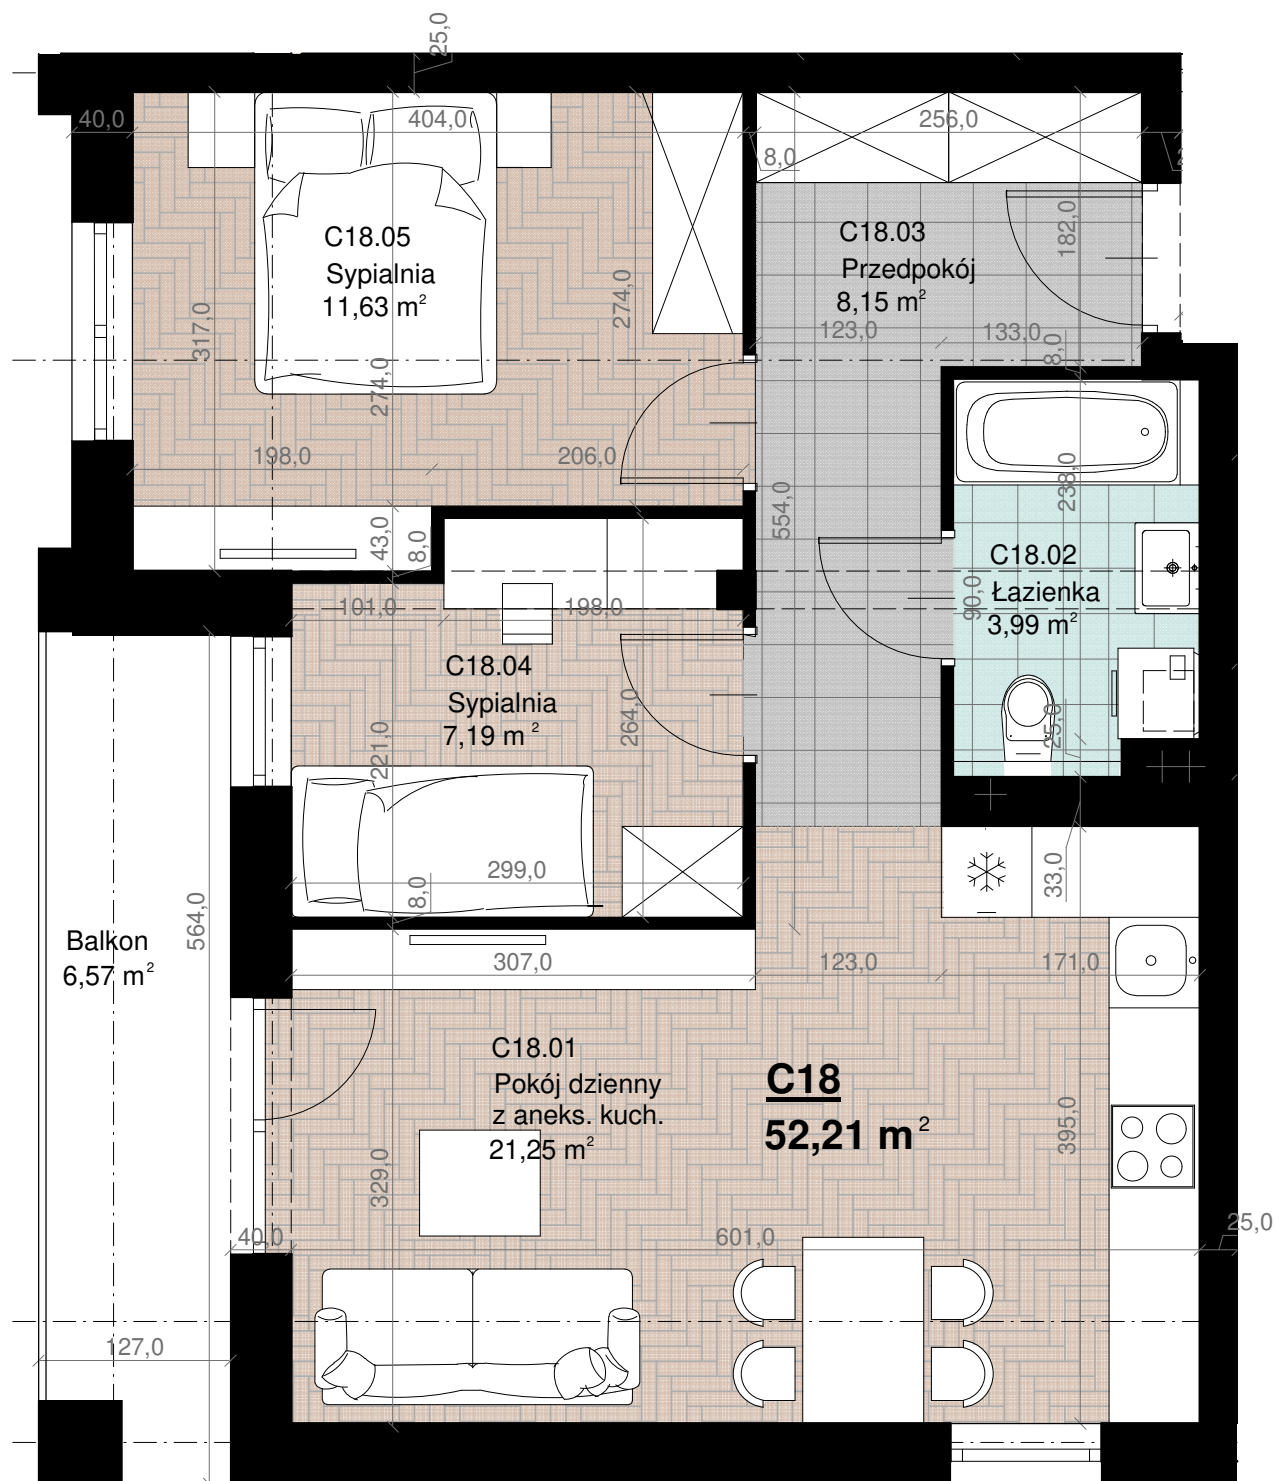 25,0
40,0
404,0
256,0
8,0
C18.05
Sypialnia
11,63 m²
C18.03
Przedpokój
8,15 m²
182,0
317,0
274,0
274,0
123,0
133,0
8,0
198,0
206,0
554,0
238,0
43,0
8,0
C18.02
Łazienka
3,99 m²
90,0
101,0
198,0
C18.04
Sypialnia
7,19 m²
264,0
221,0
25,0
299,0
8,0
33,0
564,0
Balkon
6,57 m²
307,0
123,0
171,0
C18.01
Pokój dzienny
z aneks. kuch.
21,25 m²
C18
52,21 m²
395,0
329,0
40,0
601,0
25,0
127,0